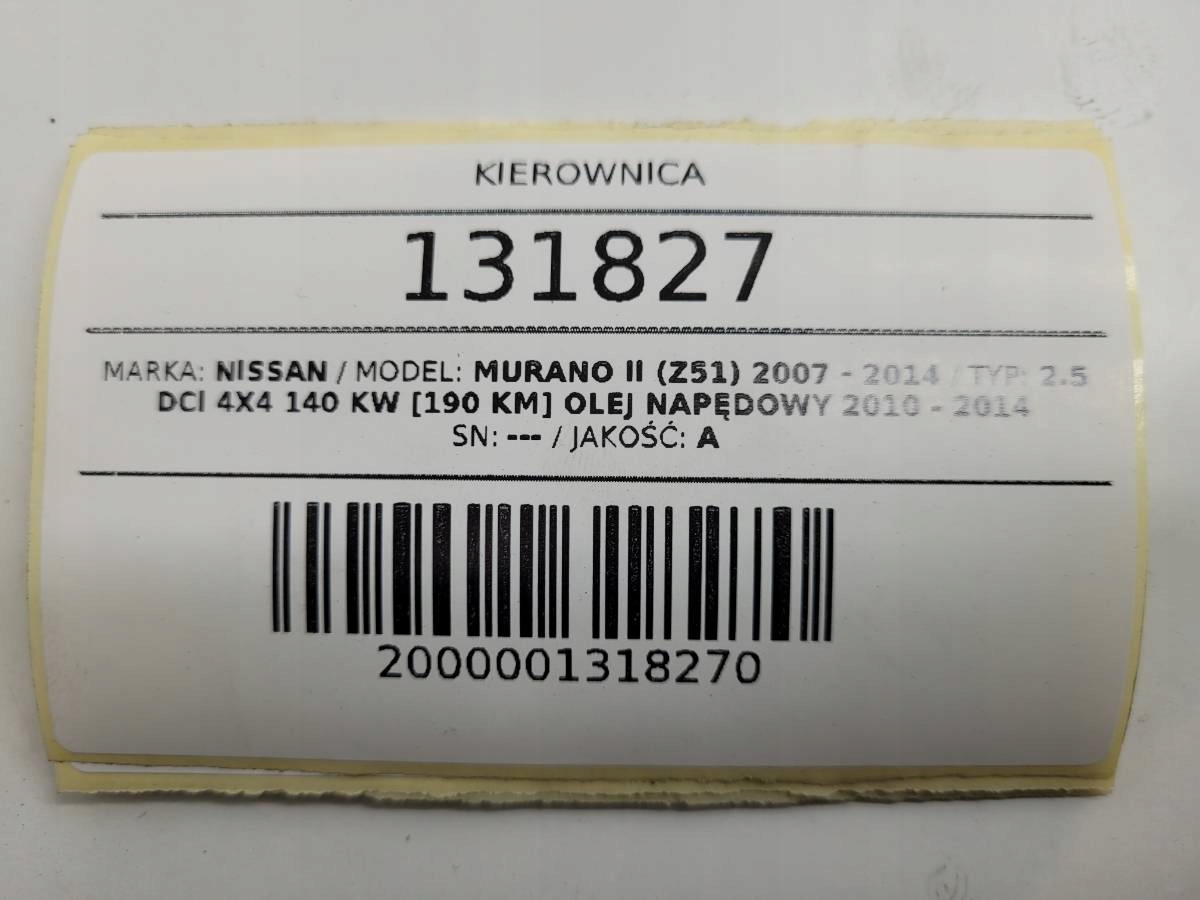 KIEROWNICA
131827
MARKA: NISSAN / MODEL: MURANO II (Z51) 2007 - 2014 / TYP: 2.5
DCI 4X4 140 KW [190 KM] OLEJ NAPĘDOWY 2010 - 2014
SN: --- / JAKOŚĆ: A
2000001318270